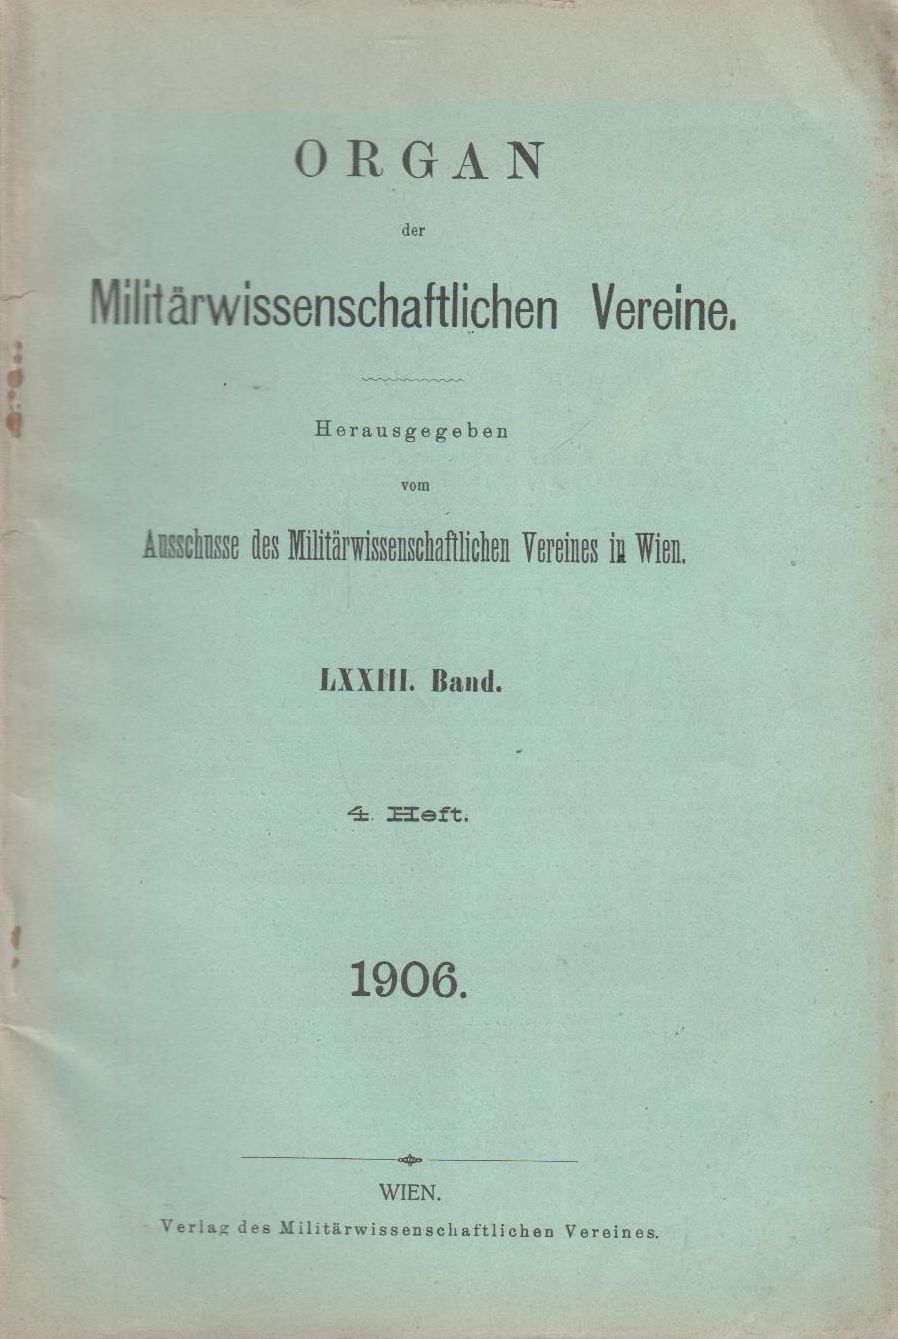 ORGAN
der
Militärwissenschaftlichen Vereine.
Herausgegeben
vom
Ausschusse des Militärwissenschaftlichen Vereines in Wien.
LXXIII. Band.
4. Heft.
1906.
WIEN.
Verlag des Militärwissenschaftlichen Vereines.